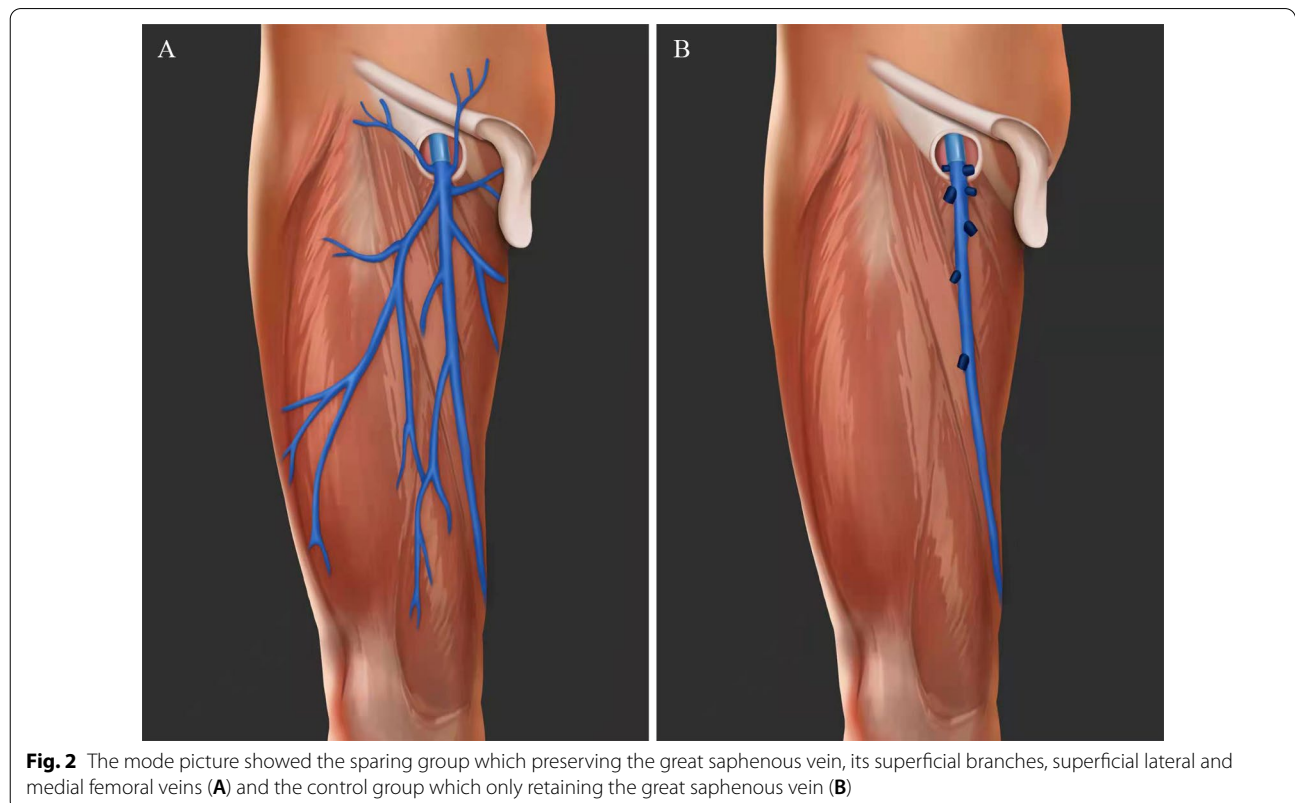 A
B
Fig. 2 The mode picture showed the sparing group which preserving the great saphenous vein, its superficial branches, superficial lateral and
medial femoral veins (A) and the control group which only retaining the great saphenous vein (B)